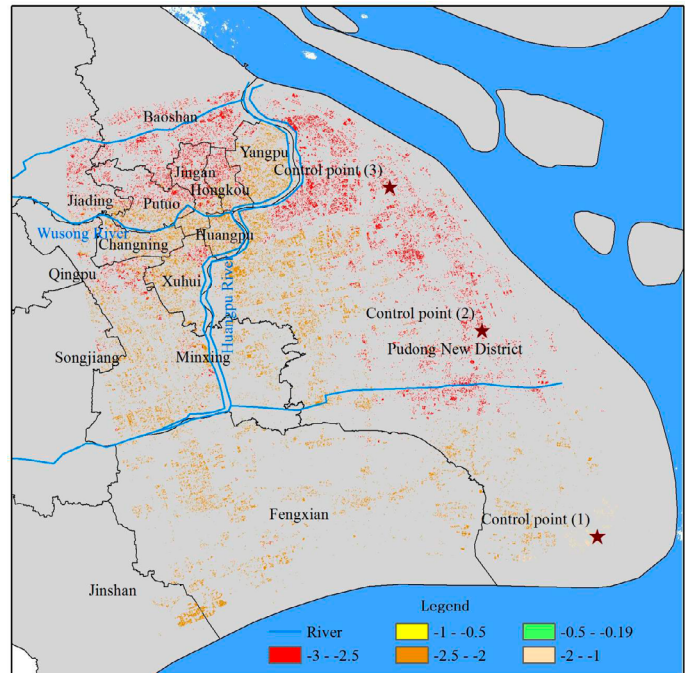 Baoshan
Yangpu
Jingan
Control point (3)
Hongkou
Jiading
Putuo
Wusong River
Huangpu
Changning
Qingpu
Xuhui
Huangpu River
Control point (2)
Songjiang
Minxing
Pudong New District
Fengxian
Control point (1)
Jinshan
Legend
River
-1 - -0.5
-0.5 - -0.19
-3 - -2.5
-2.5 - -2
-2 - -1